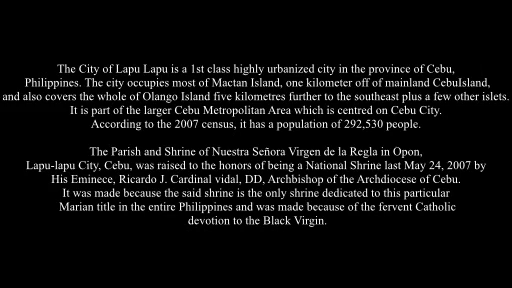 The City of Lapu Lapu is a 1st class highly urbanized city in the province of Cebu,
Philippines. The city occupies most of Mactan Island, one kilometer off of mainland CebuIsland,
and also covers the whole of Olango Island five kilometres further to the southeast plus a few other islets.
It is part of the larger Cebu Metropolitan Area which is centred on Cebu City.
According to the 2007 census, it has a population of 292,530 people.
The Parish and Shrine of Nuestra Señora Virgen de la Regla in Opon,
Lapu-lapu City, Cebu, was raised to the honors of being a National Shrine last May 24, 2007 by
His Eminece, Ricardo J. Cardinal vidal, DD, Archbishop of the Archdiocese of Cebu.
It was made because the said shrine is the only shrine dedicated to this particular
Marian title in the entire Philippines and was made because of the fervent Catholic
devotion to the Black Virgin.